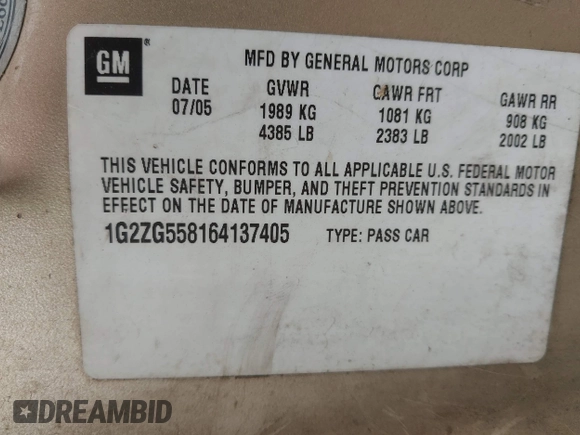 GM ®
MFD BY GENERAL MOTORS CORP
DATE GVWR GAWR FRT GAWR RR
07/05 1989 KG 1081 KG 908 KG
4385 LB 2383 LB 2002 LB
THIS VEHICLE CONFORMS TO ALL APPLICABLE U.S. FEDERAL MOTOR
VEHICLE SAFETY, BUMPER, AND THEFT PREVENTION STANDARDS IN
EFFECT ON THE DATE OF MANUFACTURE SHOWN ABOVE.
1G2ZG558164137405 TYPE: PASS CAR
DREAMBID